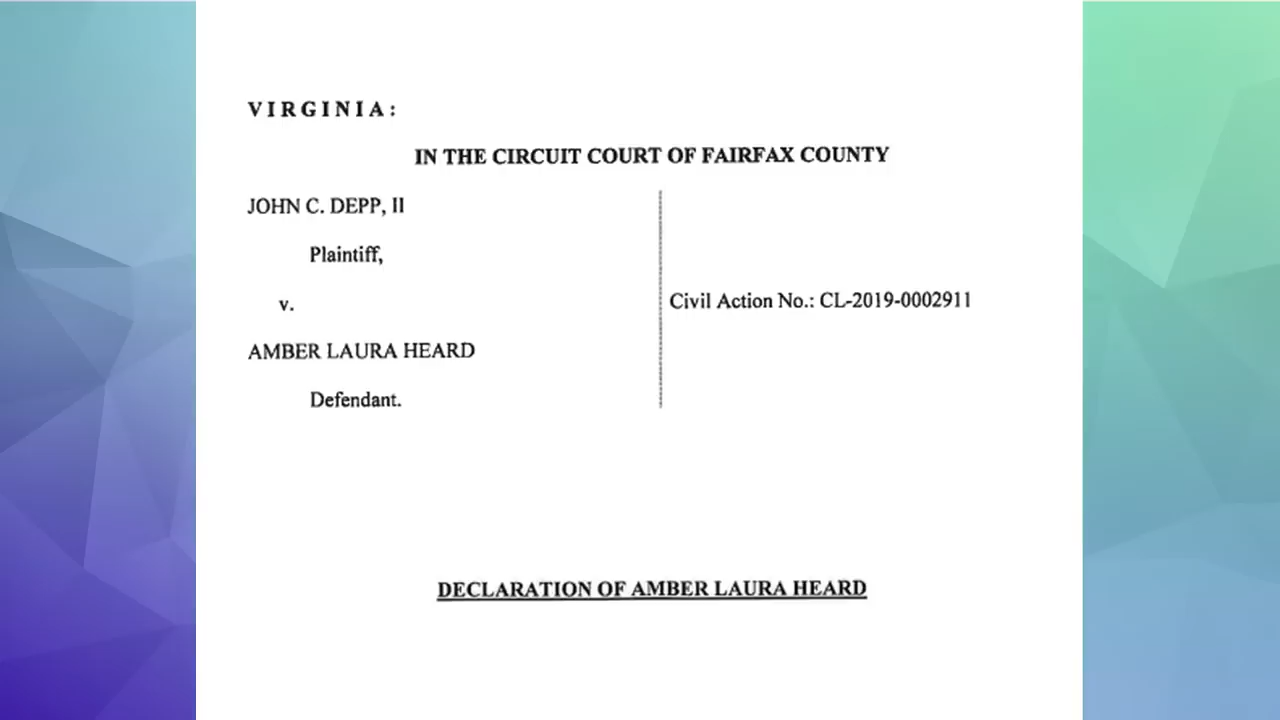 VIRGINIA:
IN THE CIRCUIT COURT OF FAIRFAX COUNTY
JOHN C. DEPP, II
Plaintiff,
v.
Civil Action No.: CL-2019-0002911
AMBER LAURA HEARD
Defendant.
DECLARATION OF AMBER LAURA HEARD